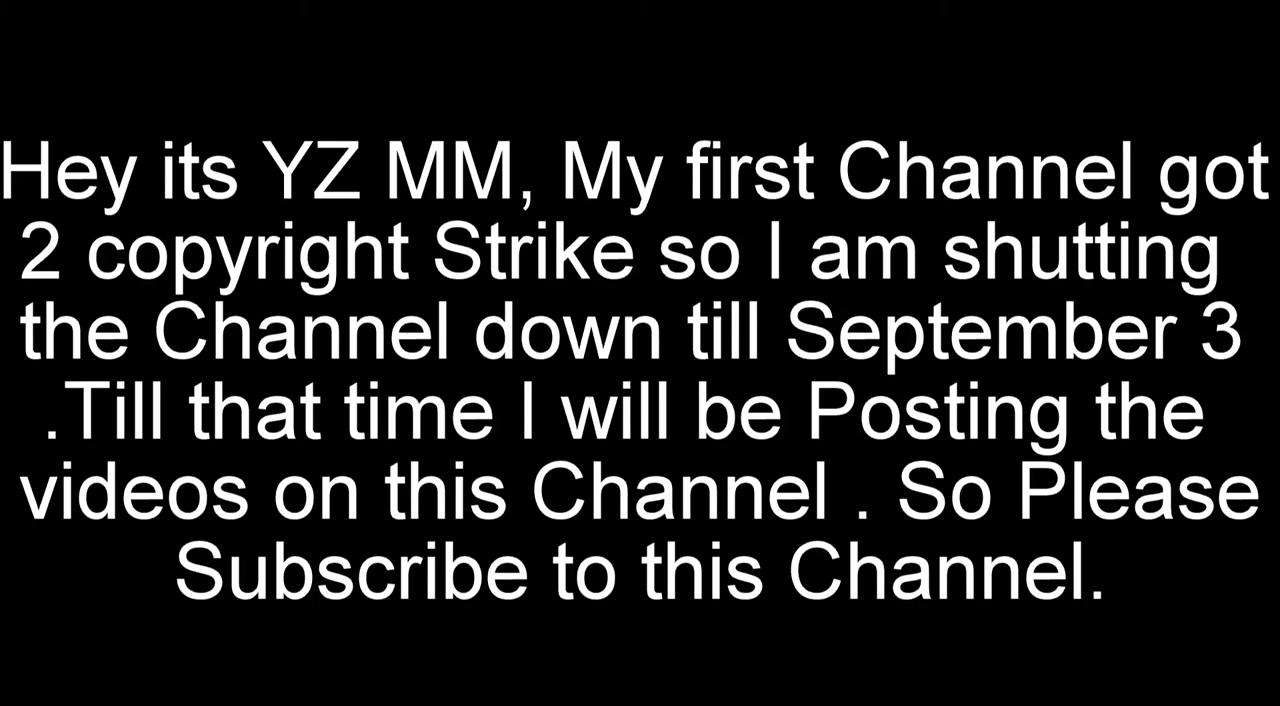 Hey its YZ MM, My first Channel got
2 copyright Strike so I am shutting
the Channel down till September 3
.Till that time I will be Posting the
videos on this Channel . So Please
Subscribe to this Channel.